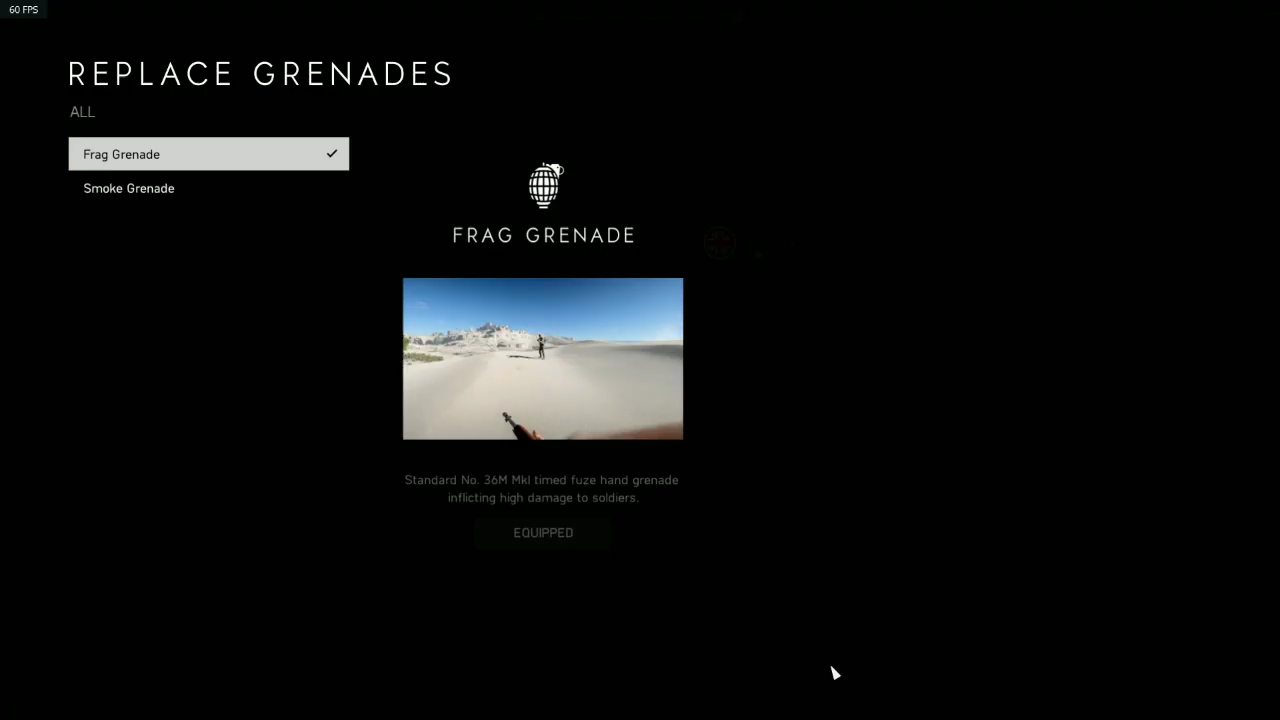 60 FPS
REPLACE GRENADES
ALL
Frag Grenade
Smoke Grenade
FRAG GRENADE
Standard No. 36M MkI timed fuze hand grenade
inflicting high damage to soldiers.
EQUIPPED